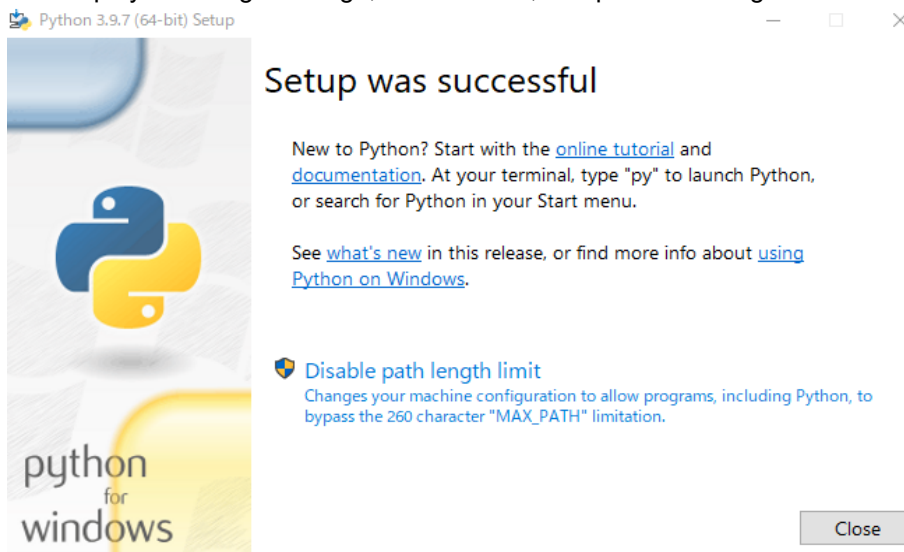 Python 3.9.7 (64-bit) Setup
Setup was successful
New to Python? Start with the online tutorial and
documentation. At your terminal, type "py" to launch Python,
or search for Python in your Start menu.
See what's new in this release, or find more info about using
Python on Windows.
Disable path length limit
Changes your machine configuration to allow programs, including Python, to
bypass the 260 character "MAX_PATH" limitation.
python
for
windows
Close